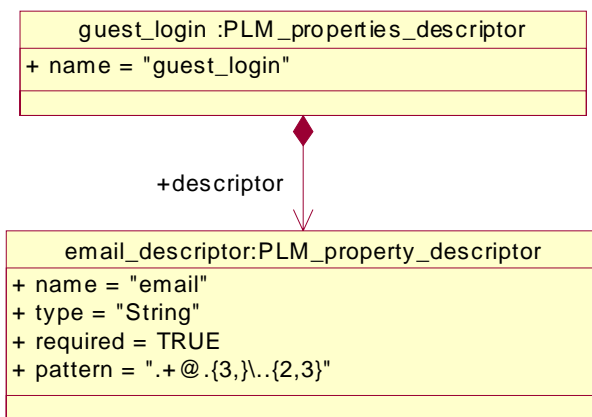 guest_login :PLM_properties_descriptor
+ name = "guest_login"
+descriptor
email_descriptor:PLM_property_descriptor
+ name = "email"
+ type = "String"
+ required = TRUE
+ pattern = ".+@.{3,}\..{2,3}"